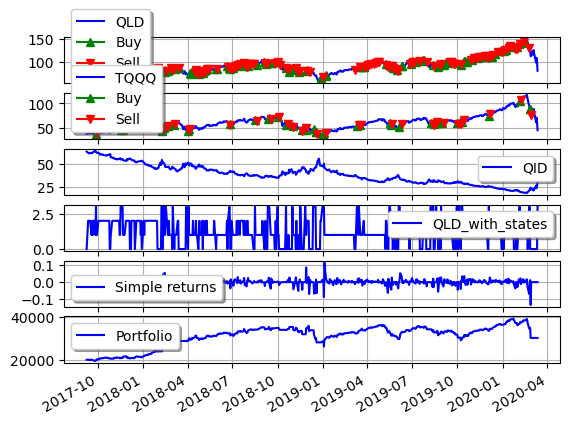 QLD
Buy
Sell
150
100
TQQQ
Buy
Sell
100
50
QID
50
25
QLD_with_states
2.5
0.0
Simple returns
0.1
0.0
−0.1
Portfolio
40000
20000
2017-10
2018-01
2018-04
2018-07
2018-10
2019-01
2019-04
2019-07
2019-10
2020-01
2020-04